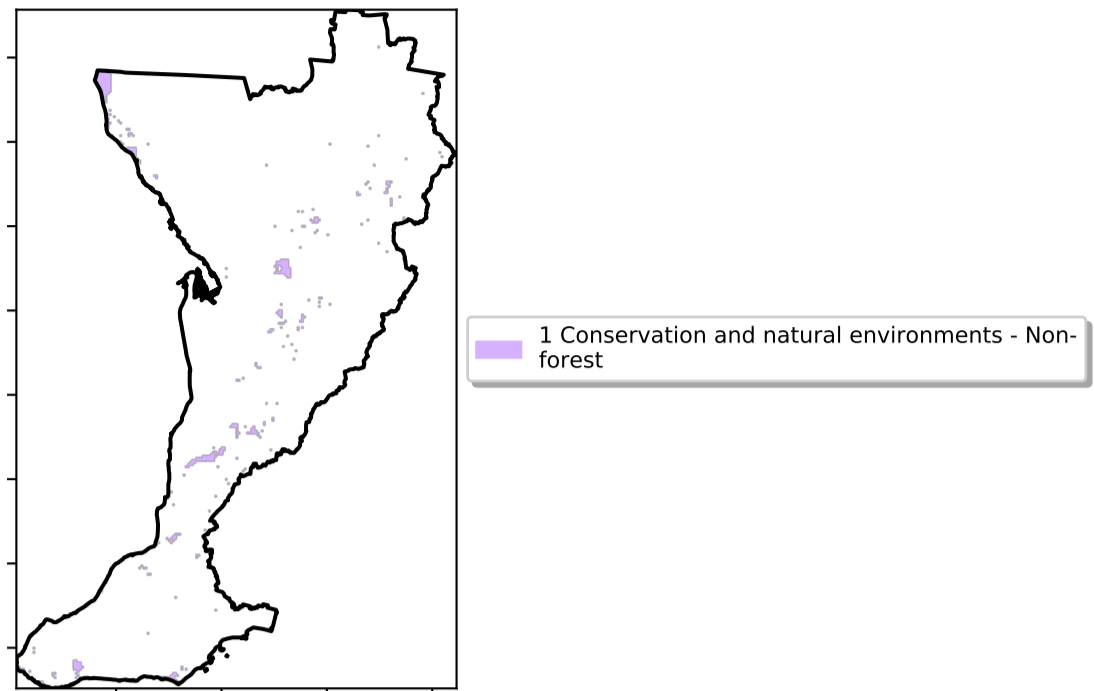 1 Conservation and natural environments - Non-
forest